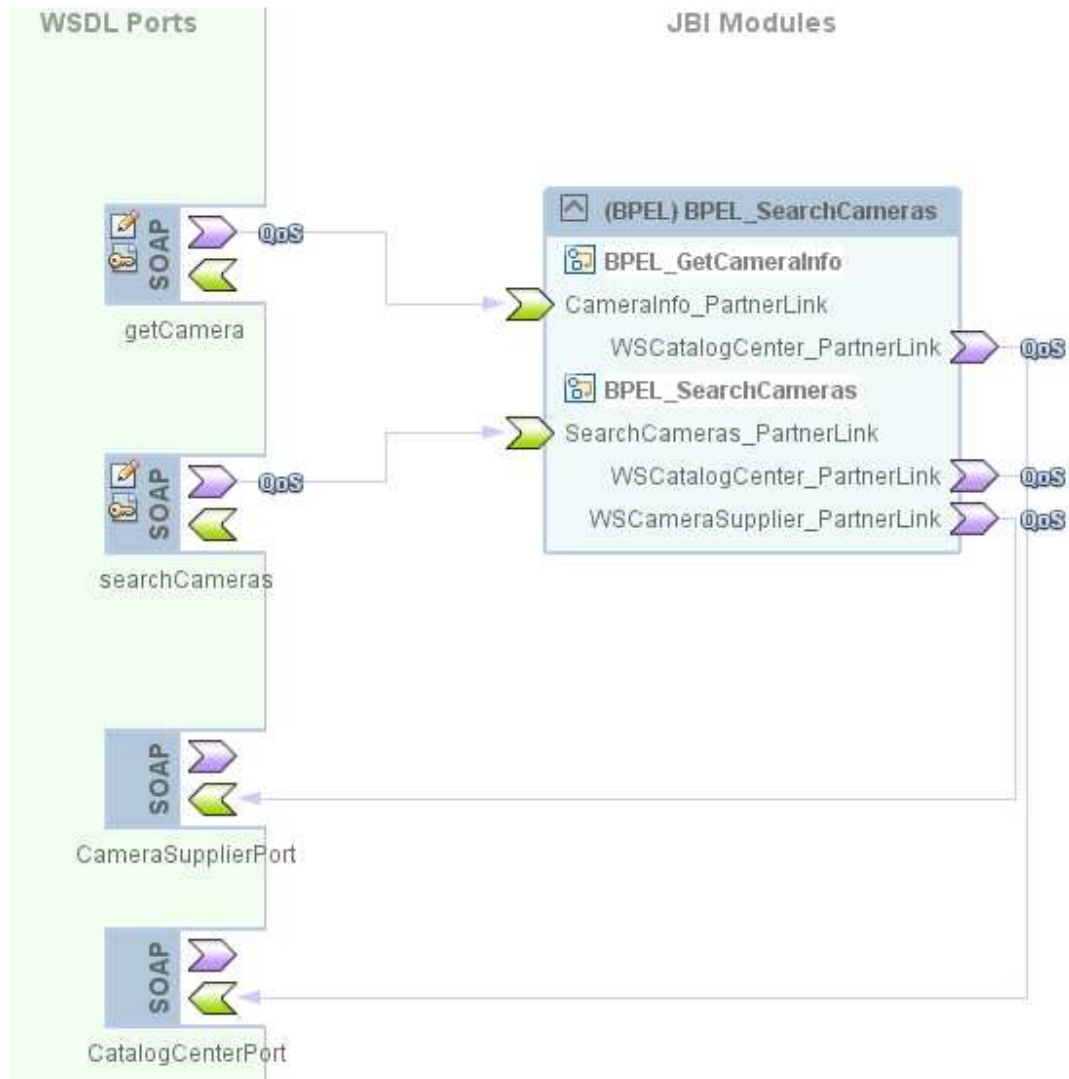 WSDL Ports
JBI Modules
SOAP
QoS
getCamera
(BPEL) BPEL_SearchCameras
BPEL_GetCameraInfo
CameraInfo_PartnerLink
WSCatalogCenter_PartnerLink
QoS
BPEL_SearchCameras
SearchCameras_PartnerLink
WSCatalogCenter_PartnerLink
QoS
WSCameraSupplier_PartnerLink
QoS
SOAP
QoS
searchCameras
SOAP
CameraSupplierPort
SOAP
CatalogCenterPort